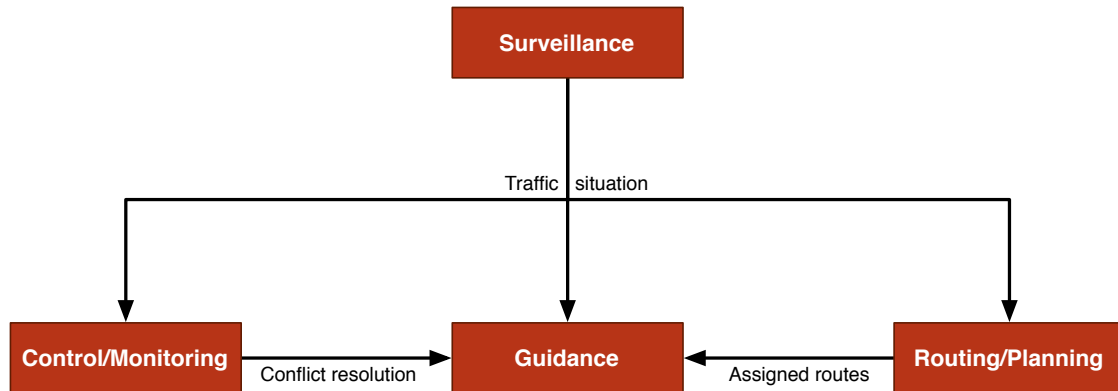 Surveillance
Traffic situation
Control/Monitoring
Conflict resolution
Guidance
Assigned routes
Routing/Planning